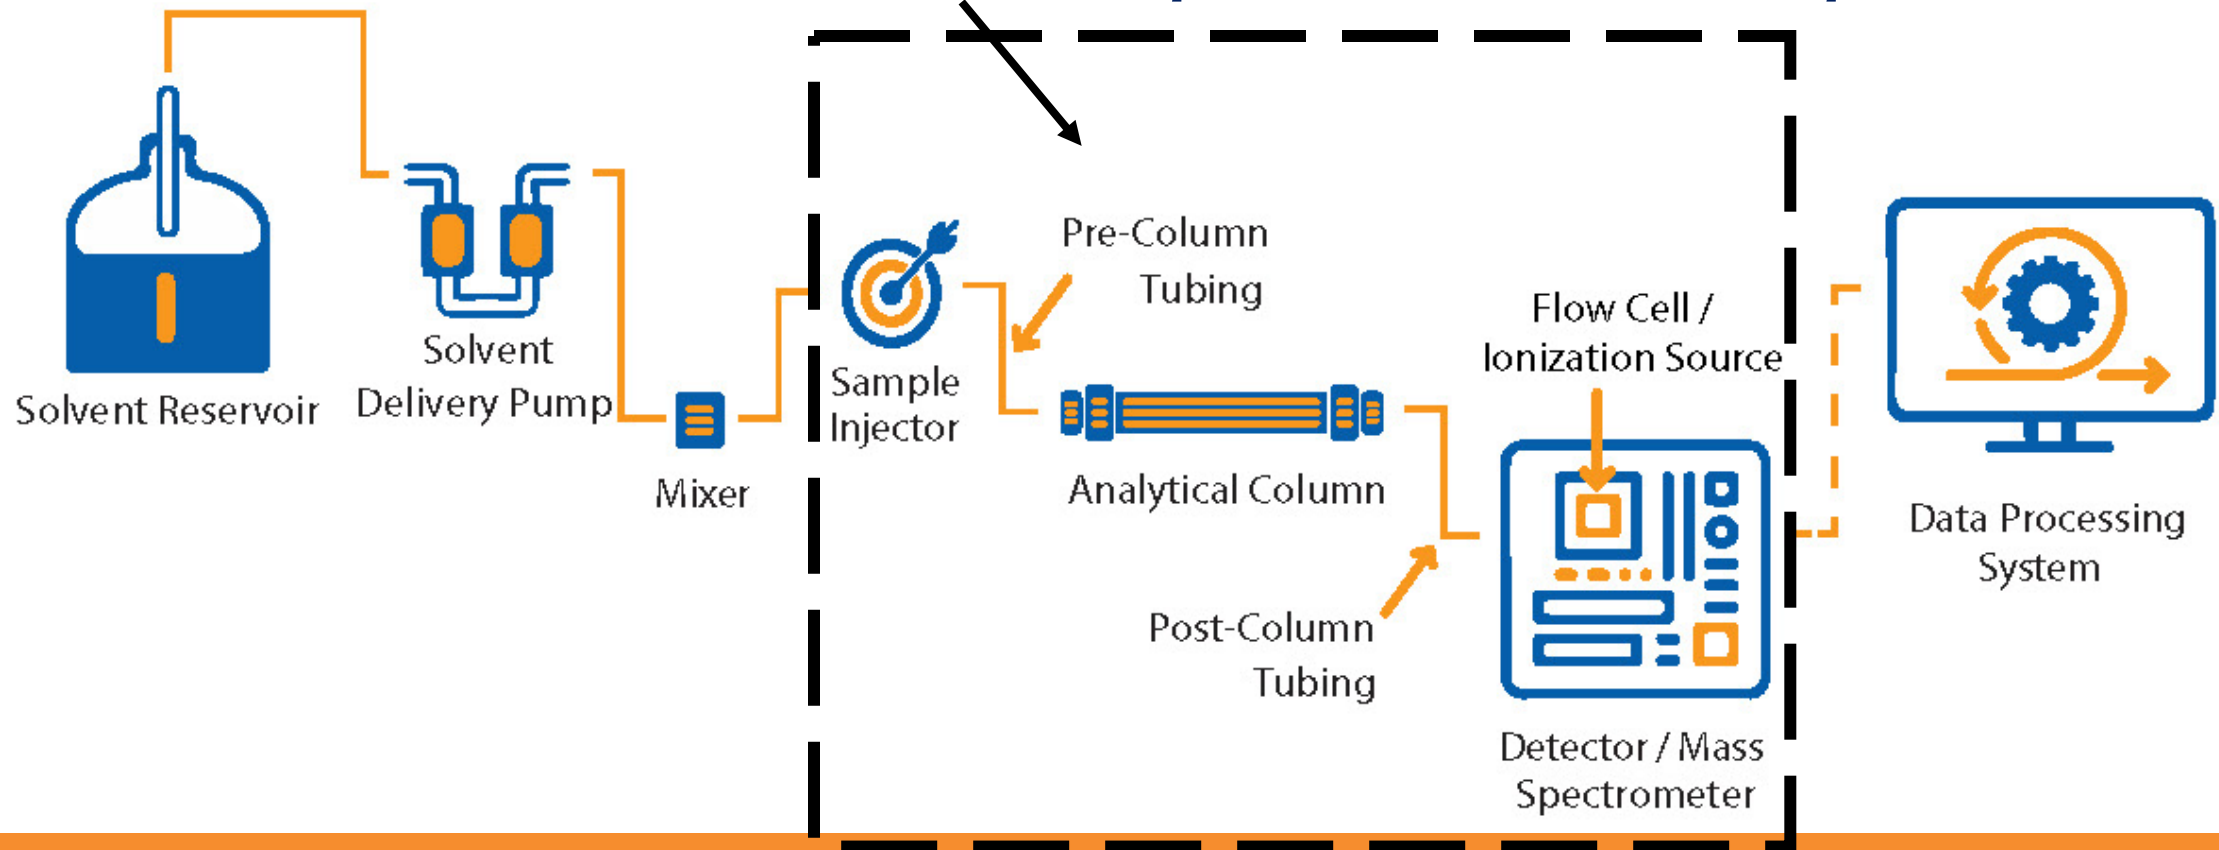 Pre-Column
Tubing
Flow Cell /
Ionization Source
Solvent
Delivery Pump
Sample
Injector
Solvent Reservoir
Mixer
Analytical Column
Data Processing
System
Post-Column
Tubing
Detector / Mass
Spectrometer